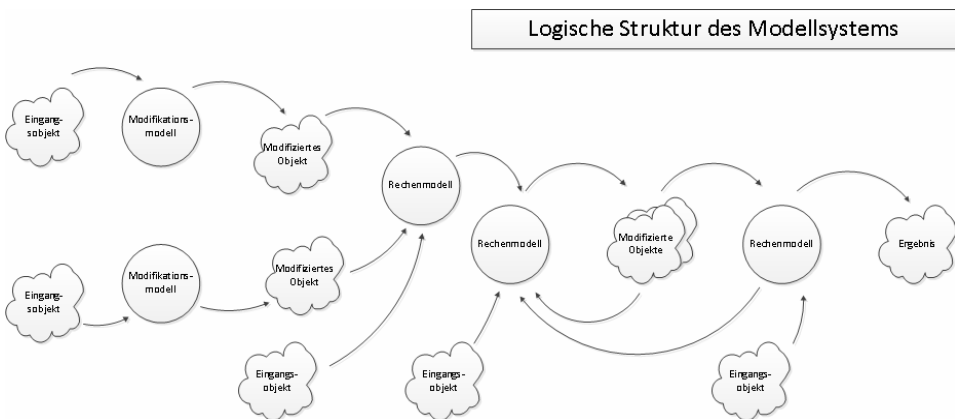 Logische Struktur des Modellsystems
Eingang-
sobjekt
Modifikations-
modell
Modifiziertes
Objekt
Rechenmodell
Rechenmodell
Modifizierte
Objekte
Rechenmodell
Ergebnis
Eingang-
sobjekt
Modifikations-
modell
Modifiziertes
Objekt
Eingangs-
objekt
Eingangs-
objekt
Eingangs-
objekt